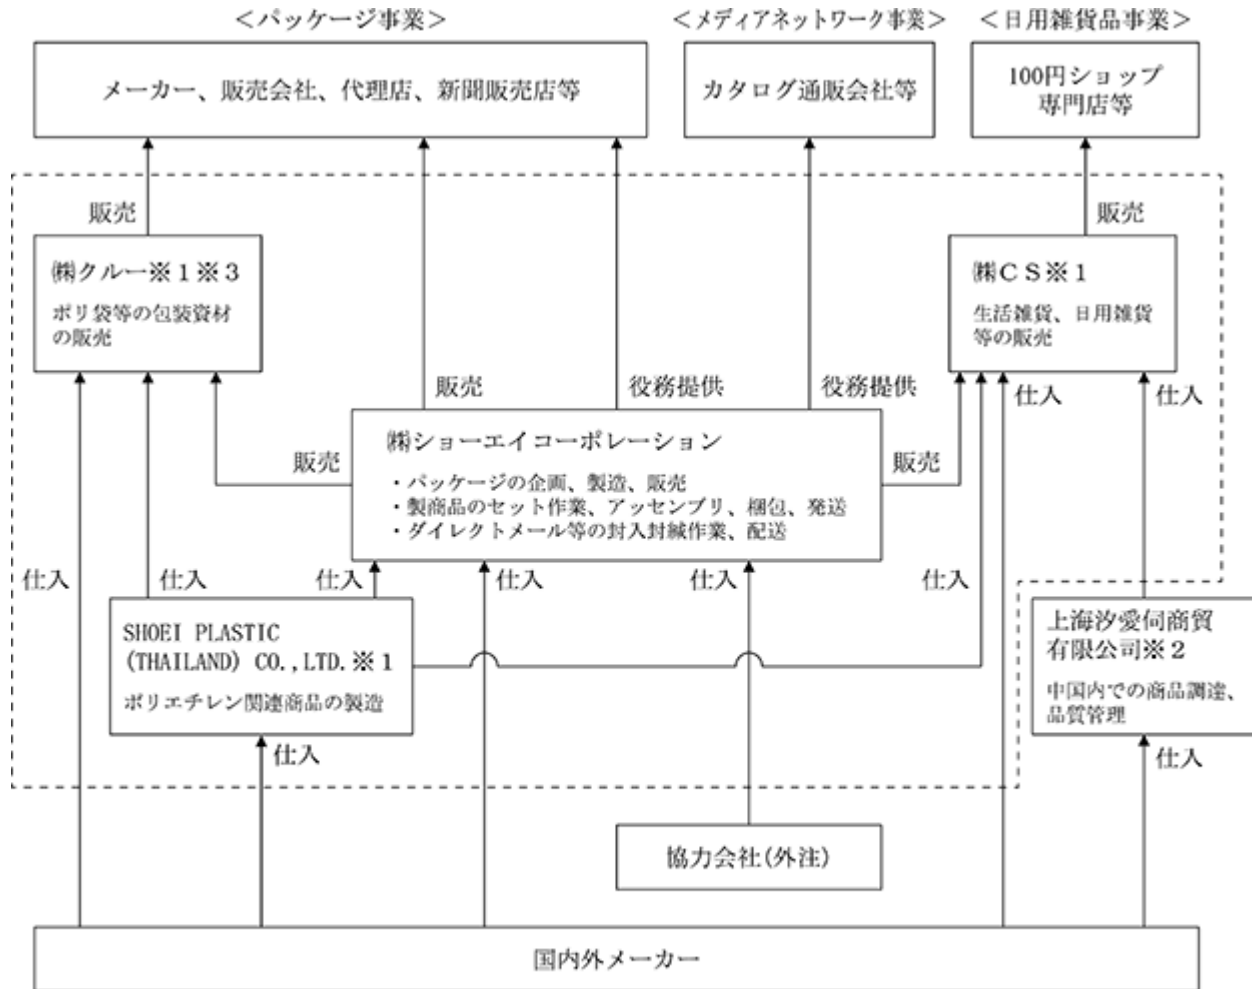 ＜パッケージ事業＞
＜メディアネットワーク事業＞
＜日用雑貨品事業＞
メーカー、販売会社、代理店、新聞販売店等
カタログ通販会社等
100円ショップ
専門店等
販売
販売
㈱クルー※１※３
ポリ袋等の包装資材
の販売
㈱ＣＳ※１
生活雑貨、日用雑貨
等の販売
販売
役務提供
役務提供
仕入
仕入
㈱ショーエイコーポレーション
・パッケージの企画、製造、販売
・製商品のセット作業、アッセンブリ、梱包、発送
・ダイレクトメール等の封入封緘作業、配送
販売
販売
仕入
仕入
仕入
仕入
仕入
仕入
SHOEI PLASTIC
(THAILAND) CO.,LTD.※１
ポリエチレン関連商品の製造
上海汐愛伺商貿
有限公司※２
中国内での商品調達、
品質管理
仕入
仕入
協力会社(外注)
国内外メーカー